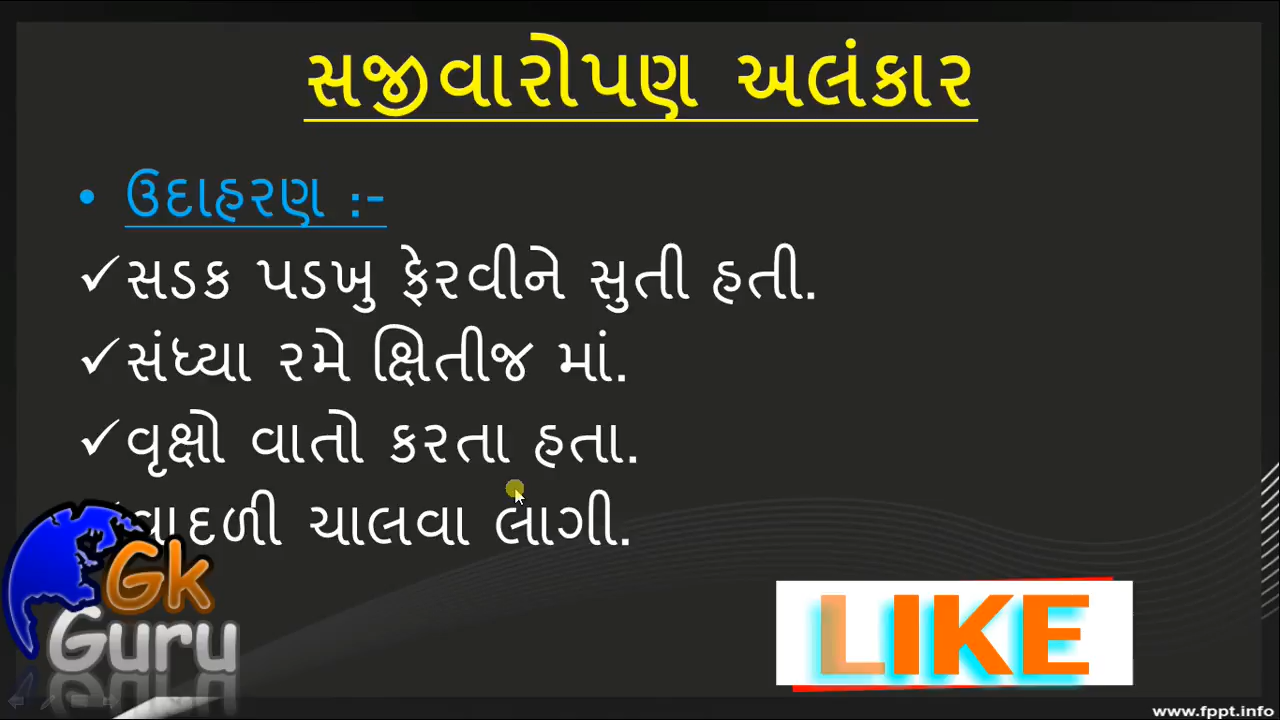 સજીવારોપણ અલંકાર
• ઉદાહરણ :-
✓સડક પડખુ ફેરવીને સુતી હતી.
✓સંધ્યા રમે ક્ષિતીજ માં.
✓વૃક્ષો વાતો કરતા હતા.
વાદળી ચાલવા લાગી.
Gk
Guru
LIKE
www.fppt.info